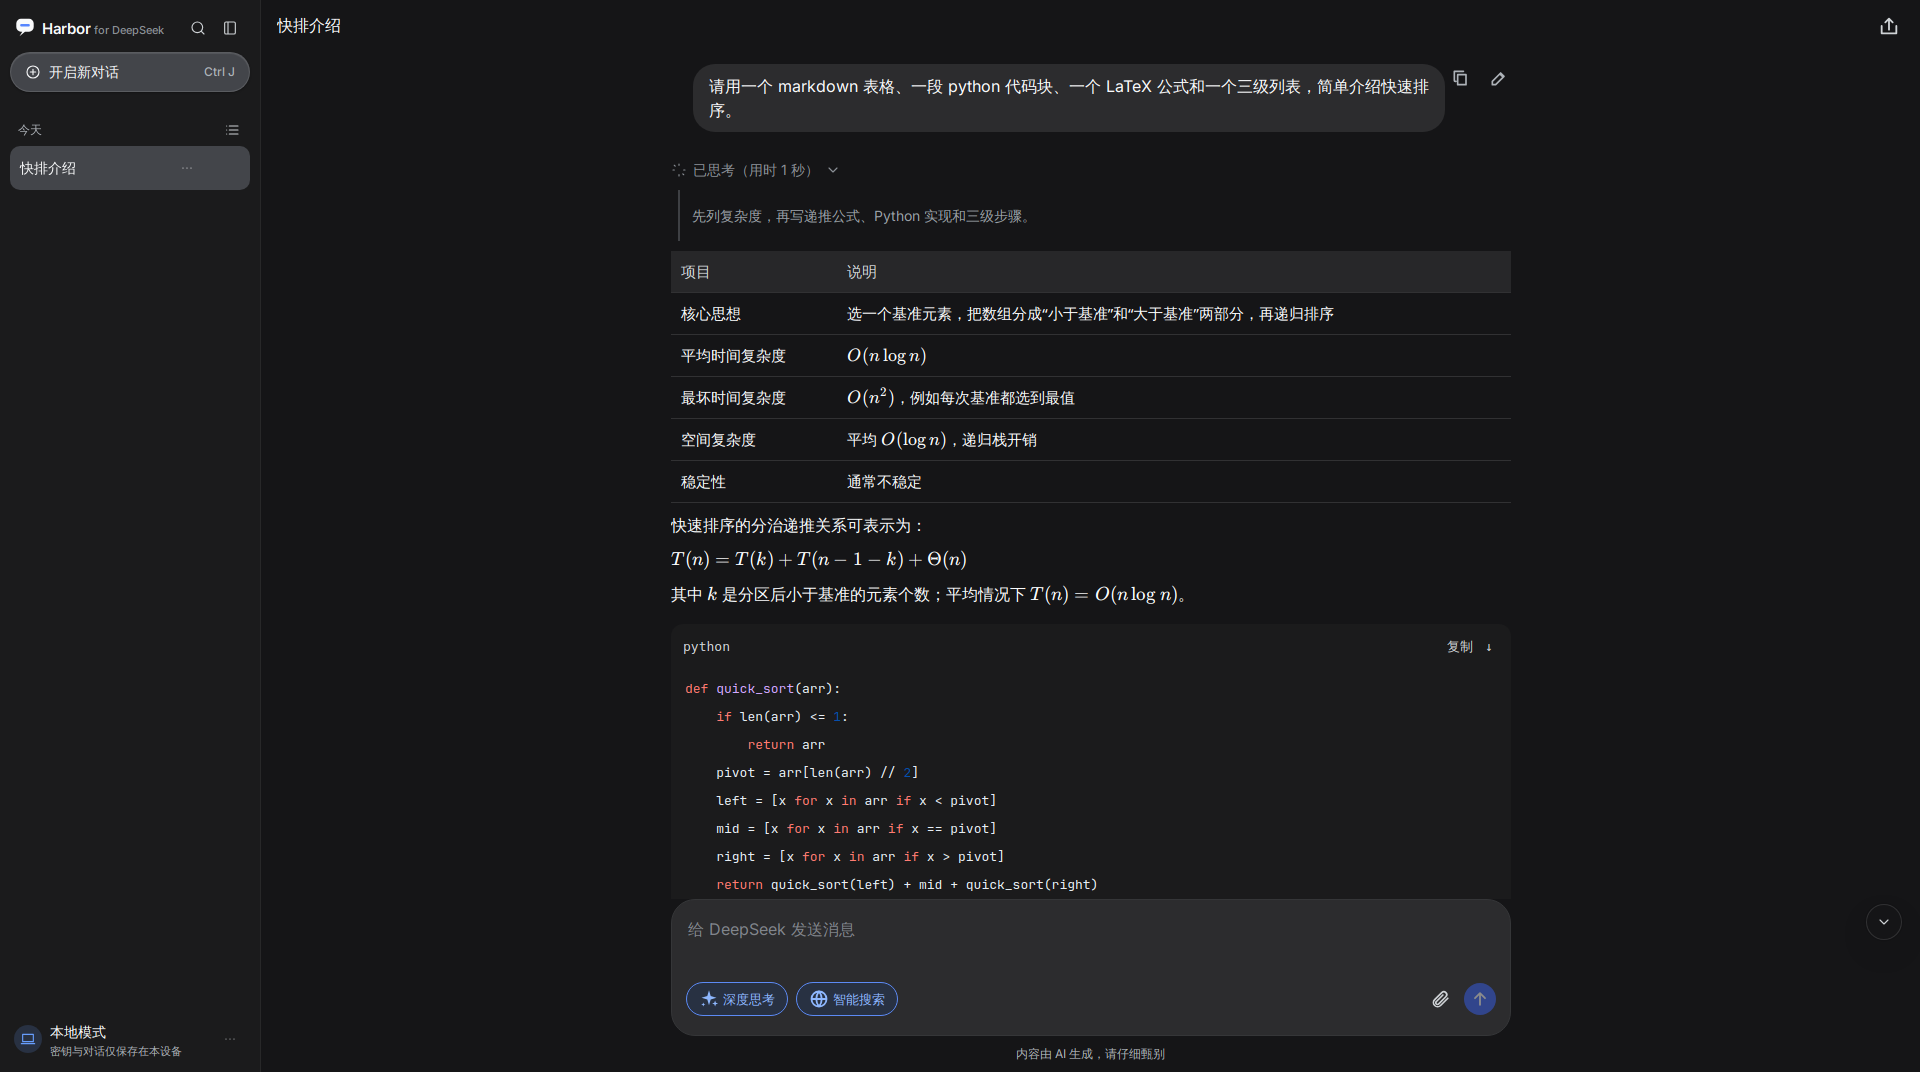 Harbor for DeepSeek
开启新对话 Ctrl J
今天
快排介绍 ···
本地模式
密钥与对话仅保存在本设备
···
快排介绍
请用一个 markdown 表格、一段 python 代码块、一个 LaTeX 公式和一个三级列表，简单介绍快速排
序。
已思考（用时 1 秒）
先列复杂度，再写递推公式、Python 实现和三级步骤。
项目 说明
核心思想 选一个基准元素，把数组分成“小于基准”和“大于基准”两部分，再递归排序
平均时间复杂度 O(n log n)
最坏时间复杂度 O(n²)，例如每次基准都选到最值
空间复杂度 平均 O(log n)，递归栈开销
稳定性 通常不稳定
快速排序的分治递推关系可表示为：
T(n) = T(k) + T(n − 1 − k) + Θ(n)
其中 k 是分区后小于基准的元素个数；平均情况下 T(n) = O(n log n)。
python 复制 ↓
def quick_sort(arr):
    if len(arr) <= 1:
        return arr
    pivot = arr[len(arr) // 2]
    left = [x for x in arr if x < pivot]
    mid = [x for x in arr if x == pivot]
    right = [x for x in arr if x > pivot]
    return quick_sort(left) + mid + quick_sort(right)
给 DeepSeek 发送消息
深度思考 智能搜索
内容由 AI 生成，请仔细甄别